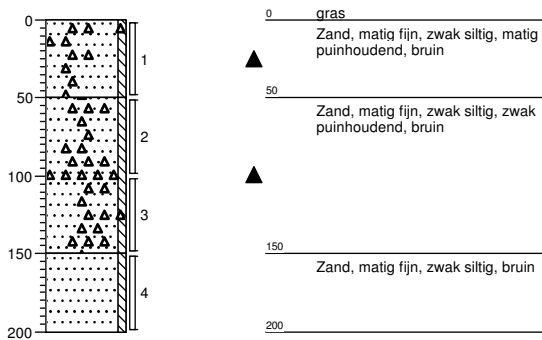 0
50
100
150
200
1
2
3
4
0 gras
Zand, matig fijn, zwak siltig, matig
puinhoudend, bruin
50
Zand, matig fijn, zwak siltig, zwak
puinhoudend, bruin
150
Zand, matig fijn, zwak siltig, bruin
200